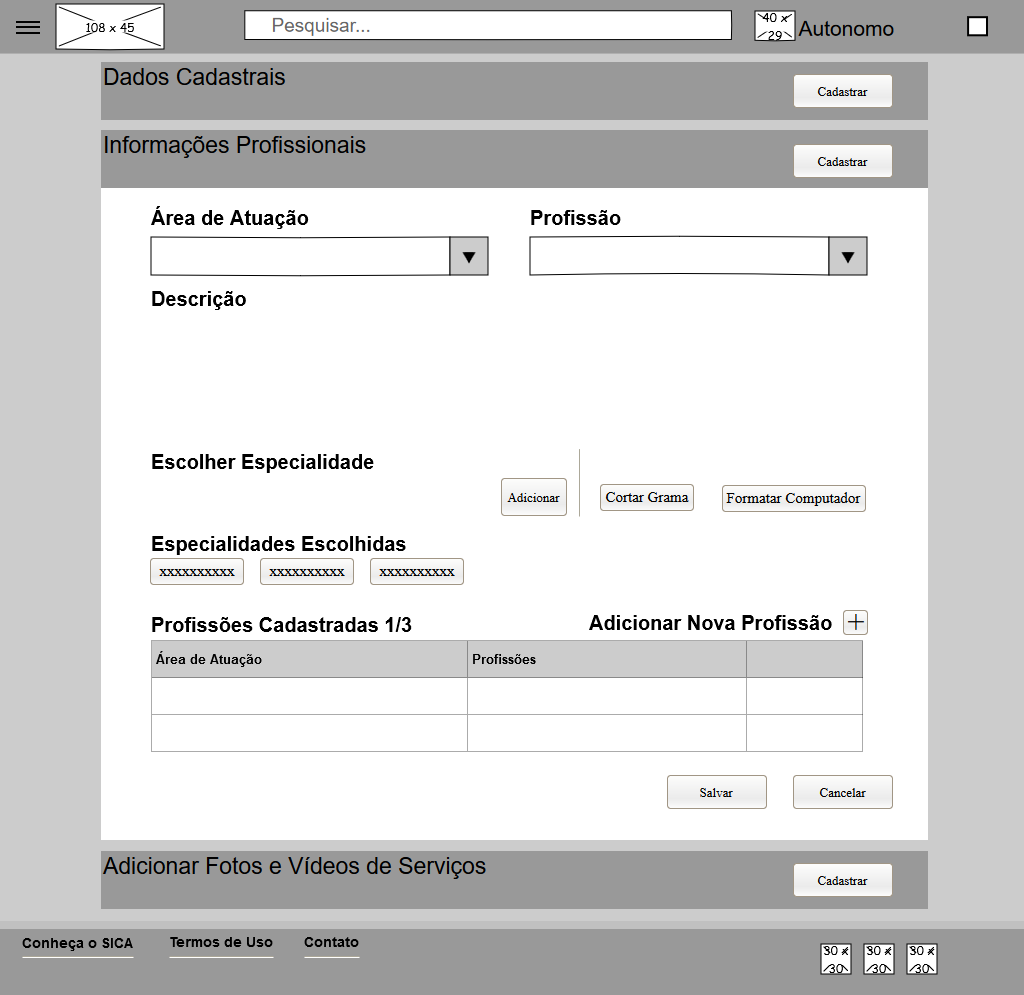 108 x 45
Pesquisar...
40 x 29
Autonomo
Dados Cadastrais
Cadastrar
Informações Profissionais
Cadastrar
Área de Atuação
Profissão
Descrição
Escolher Especialidade
Adicionar
Cortar Grama
Formatar Computador
Especialidades Escolhidas
xxxxxxxxxx xxxxxxxxxx xxxxxxxxxx
Profissões Cadastradas 1/3
Adicionar Nova Profissão
Área de Atuação
Profissões
Salvar
Cancelar
Adicionar Fotos e Vídeos de Serviços
Cadastrar
Conheça o SICA
Termos de Uso
Contato
30 x 30
30 x 30
30 x 30